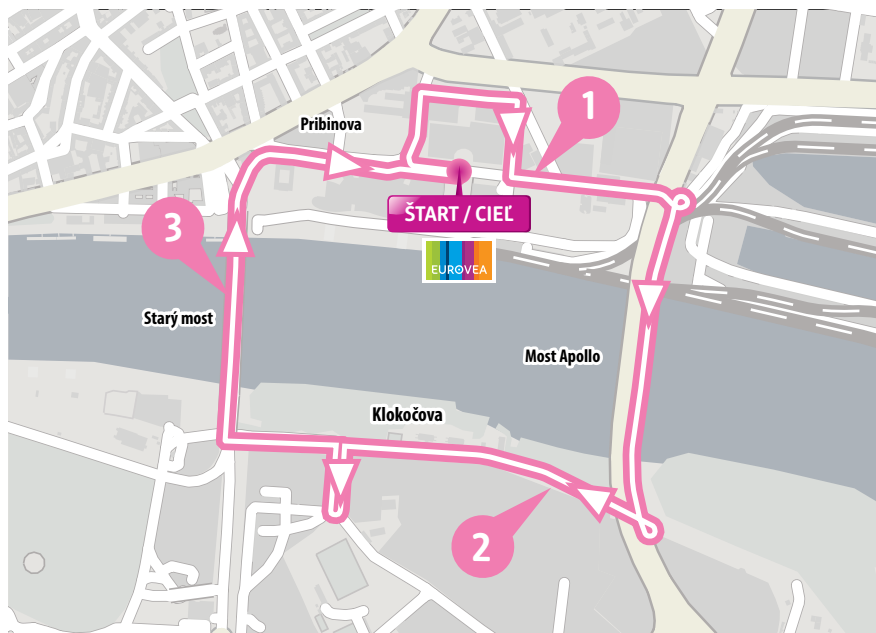 1
Pribinova
ŠTART / CIEĽ
3
EUROVEA
Starý most
Most Apollo
Klokočova
2